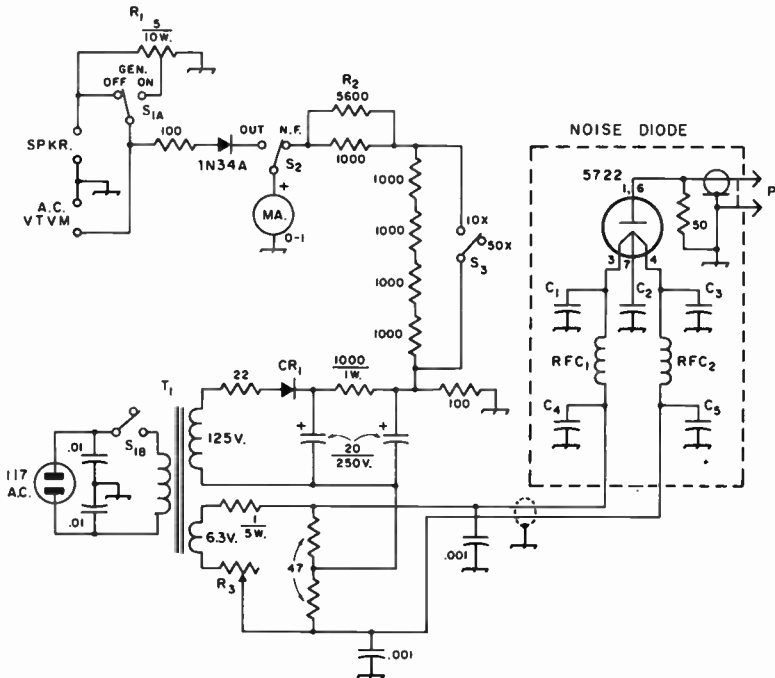 R1
5
10W.
GEN.
OFF ON
S1A
100
1N34A
OUT
N.F.
S2
+
MA.
0-1
R2
5600
1000
SPKR.
A.C.
VTVM
1000
1000
1000
1000
10X
50X
S3
NOISE DIODE
5722
1, 6
3
7
4
50
P
C1
C2
C3
RFC1
RFC2
C4
C5
T1
22
CR1
1000
1W.
100
+
+
20
250V.
125V.
.01
S1B
117
A.C.
.01
6.3V.
1
5W.
R3
47
.001
.001